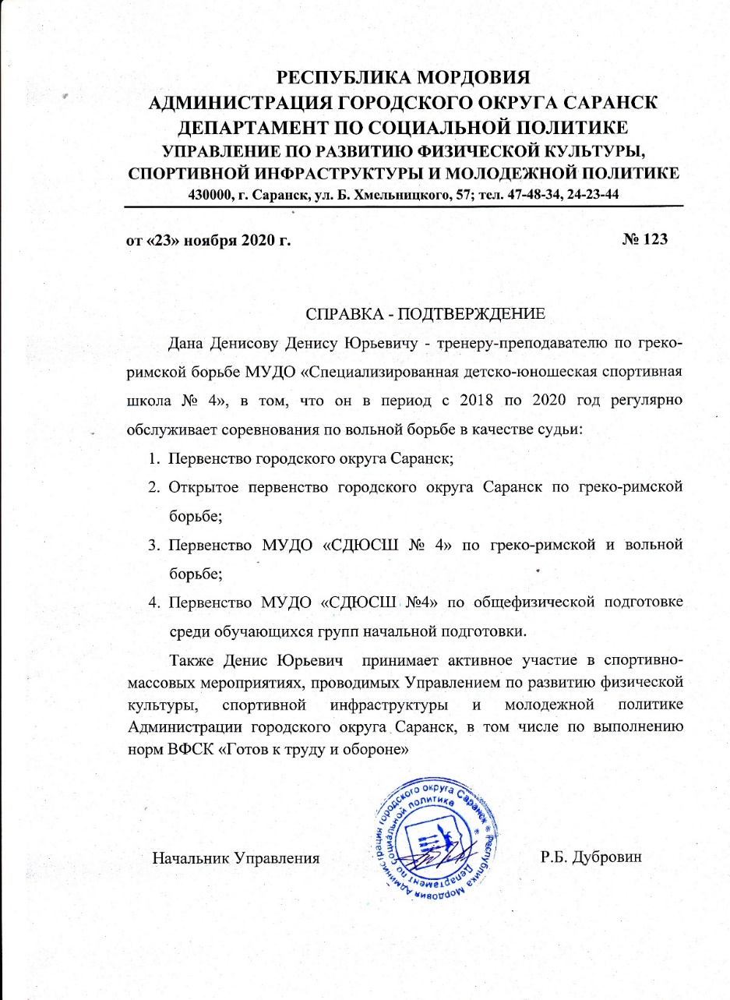 РЕСПУБЛИКА МОРДОВИЯ
АДМИНИСТРАЦИЯ ГОРОДСКОГО ОКРУГА САРАНСК
ДЕПАРТАМЕНТ ПО СОЦИАЛЬНОЙ ПОЛИТИКЕ
УПРАВЛЕНИЕ ПО РАЗВИТИЮ ФИЗИЧЕСКОЙ КУЛЬТУРЫ,
СПОРТИВНОЙ ИНФРАСТРУКТУРЫ И МОЛОДЕЖНОЙ ПОЛИТИКЕ
430000, г. Саранск, ул. Б. Хмельницкого, 57; тел. 47-48-34, 24-23-44
от «23» ноября 2020 г. № 123
СПРАВКА - ПОДТВЕРЖДЕНИЕ
Дана Денисову Денису Юрьевичу - тренеру-преподавателю по греко-
римской борьбе МУДО «Специализированная детско-юношеская спортивная
школа № 4», в том, что он в период с 2018 по 2020 год регулярно
обслуживает соревнования по вольной борьбе в качестве судьи:
1. Первенство городского округа Саранск;
2. Открытое первенство городского округа Саранск по греко-римской
борьбе;
3. Первенство МУДО «СДЮСШ № 4» по греко-римской и вольной
борьбе;
4. Первенство МУДО «СДЮСШ №4» по общефизической подготовке
среди обучающихся групп начальной подготовки.
Также Денис Юрьевич принимает активное участие в спортивно-
массовых мероприятиях, проводимых Управлением по развитию физической
культуры, спортивной инфраструктуры и молодежной политике
Администрации городского округа Саранск, в том числе по выполнению
норм ВФСК «Готов к труду и обороне»
Начальник Управления Р.Б. Дубровин
Республика Мордовия Администрация городского округа Саранск *
Департамент по социальной политике *